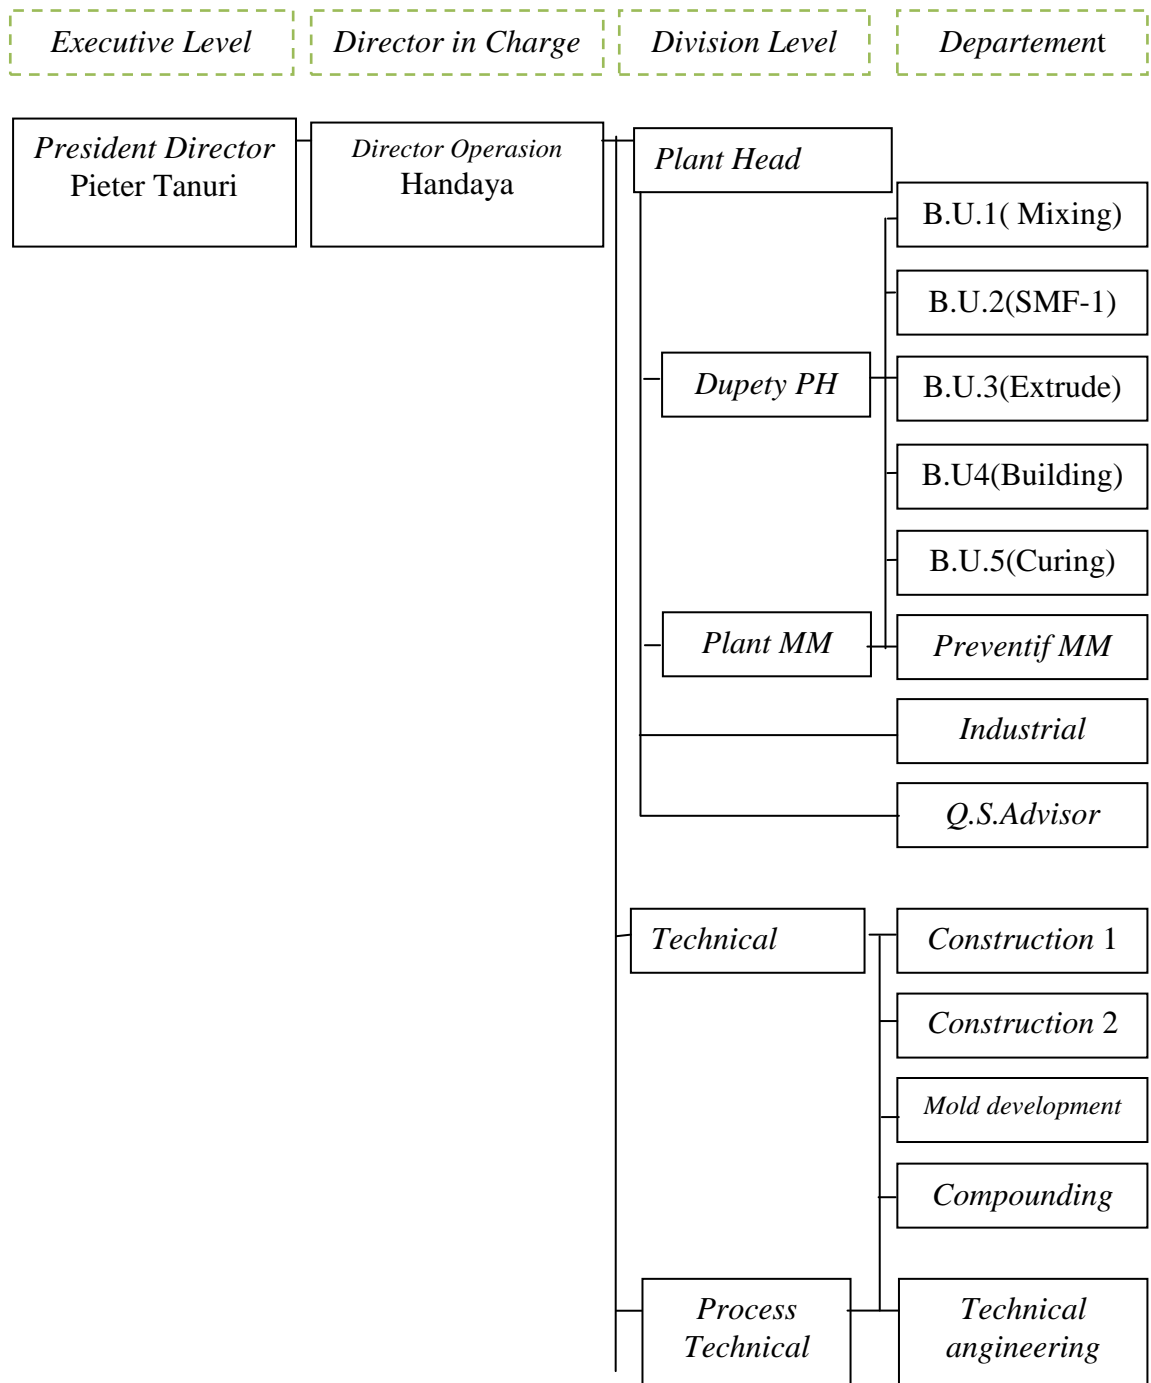 Executive Level
Director in Charge
Division Level
Departement
President Director
Pieter Tanuri
Director Operasion
Handaya
Plant Head
B.U.1( Mixing)
B.U.2(SMF-1)
Dupety PH
B.U.3(Extrude)
B.U4(Building)
B.U.5(Curing)
Plant MM
Preventif MM
Industrial
Q.S.Advisor
Technical
Construction 1
Construction 2
Mold development
Compounding
Process
Technical
Technical
angineering